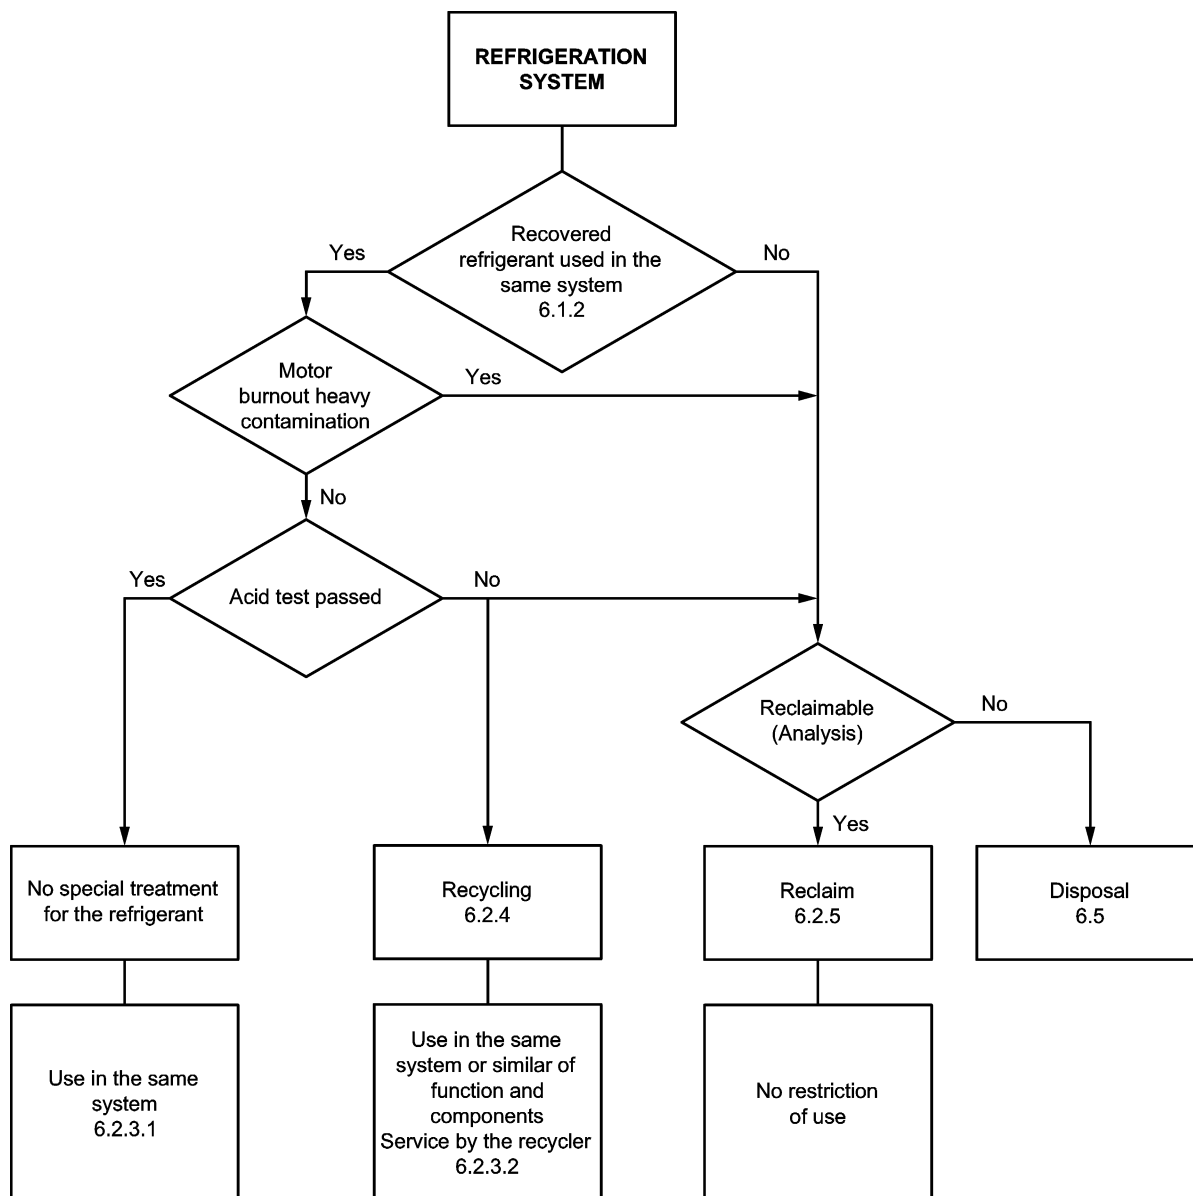 REFRIGERATION
SYSTEM
Recovered
refrigerant used in the
same system
6.1.2
Yes
No
Motor
burnout heavy
contamination
Yes
No
Acid test passed
Yes
No
Reclaimable
(Analysis)
No
Yes
No special treatment
for the refrigerant
Recycling
6.2.4
Reclaim
6.2.5
Disposal
6.5
Use in the same
system
6.2.3.1
Use in the same
system or similar of
function and
components
Service by the recycler
6.2.3.2
No restriction
of use